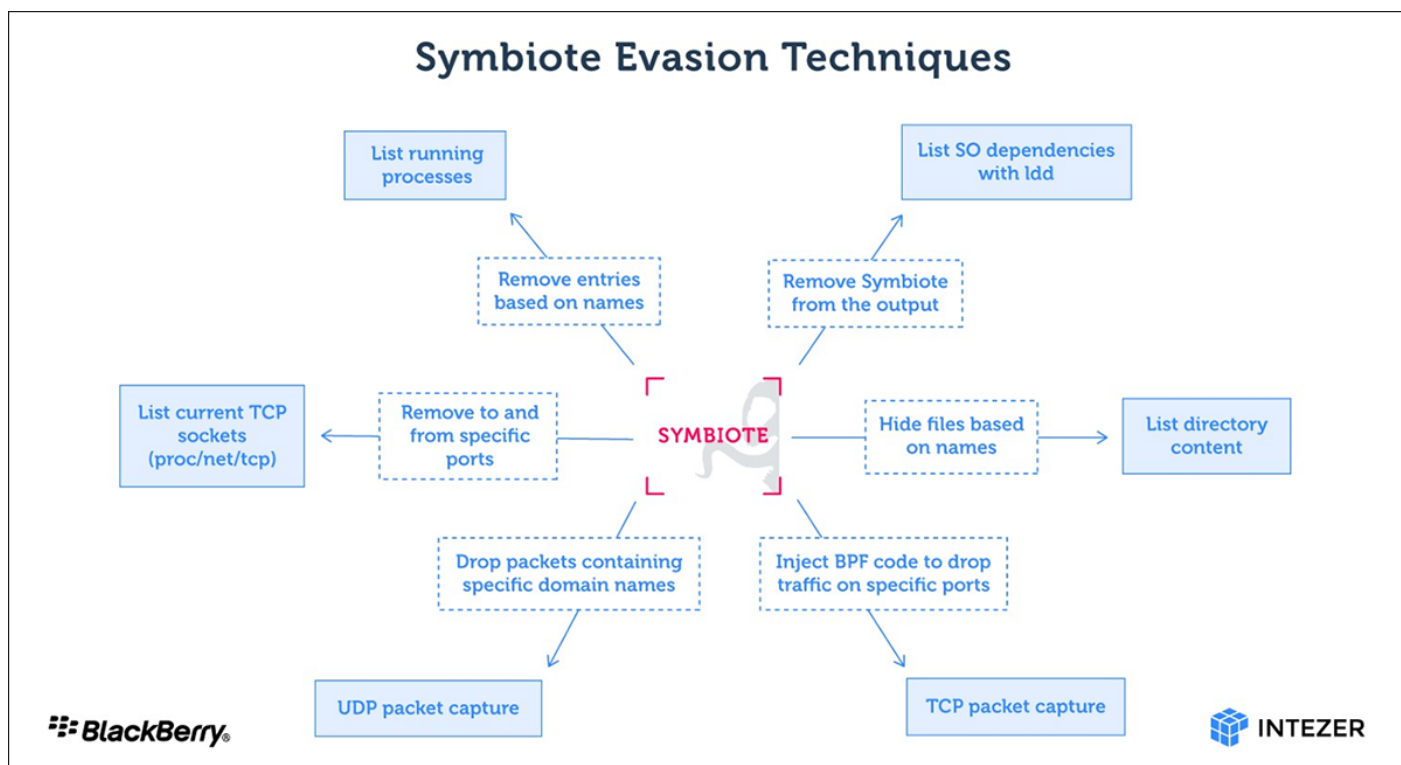 Symbiote Evasion Techniques
List running
processes
List SO dependencies
with ldd
Remove entries
based on names
Remove Symbiote
from the output
List current TCP
sockets
(proc/net/tcp)
Remove to and
from specific
ports
SYMBIOTE
Hide files based
on names
List directory
content
Drop packets containing
specific domain names
Inject BPF code to drop
traffic on specific ports
UDP packet capture
TCP packet capture
BlackBerry®
INTEZER